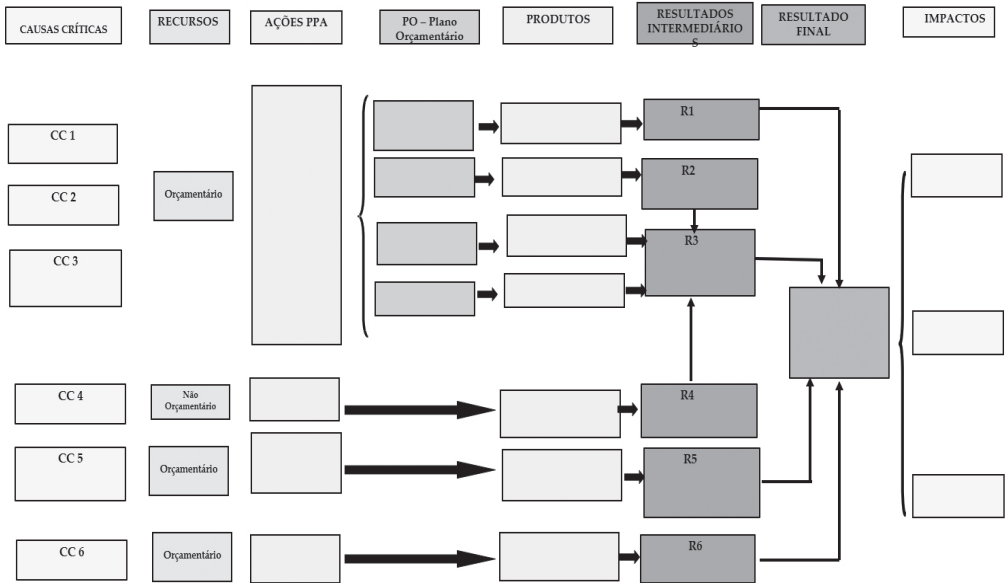 CAUSAS CRÍTICAS
RECURSOS
AÇÕES PPA
PO – Plano
Orçamentário
PRODUTOS
RESULTADOS
INTERMEDIÁRIO
S
RESULTADO
FINAL
IMPACTOS
CC 1
CC 2
CC 3
Orçamentário
R1
R2
R3
CC 4
Não
Orçamentário
R4
CC 5
Orçamentário
R5
CC 6
Orçamentário
R6